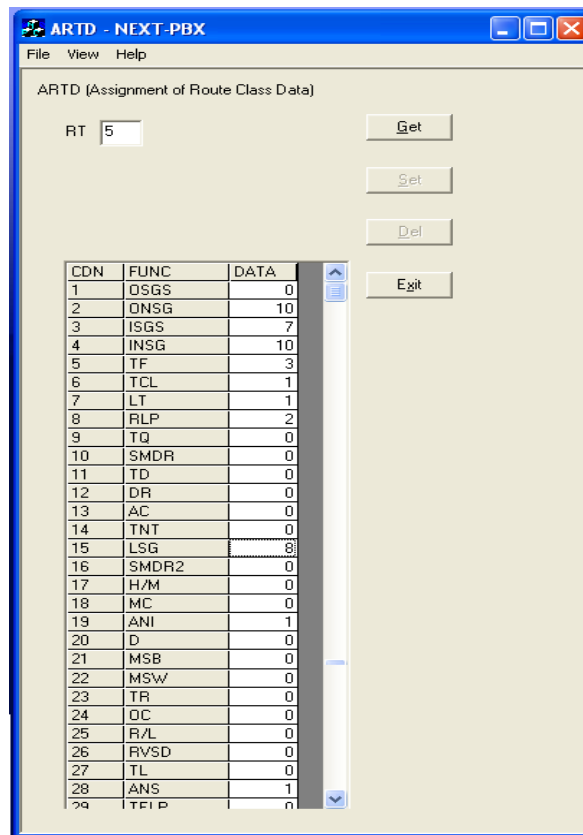 ARTD - NEXT-PBX
File View Help
ARTD (Assignment of Route Class Data)
RT 5
Get
Set
Del
Exit
CDN FUNC DATA
1 OSGS 0
2 ONSG 10
3 ISGS 7
4 INSG 10
5 TF 3
6 TCL 1
7 LT 1
8 RLP 2
9 TQ 0
10 SMDR 0
11 TD 0
12 DR 0
13 AC 0
14 TNT 0
15 LSG 8
16 SMDR2 0
17 H/M 0
18 MC 0
19 ANI 1
20 D 0
21 MSB 0
22 MSW 0
23 TR 0
24 OC 0
25 R/L 0
26 RVSD 0
27 TL 0
28 ANS 1
29 TELP 0